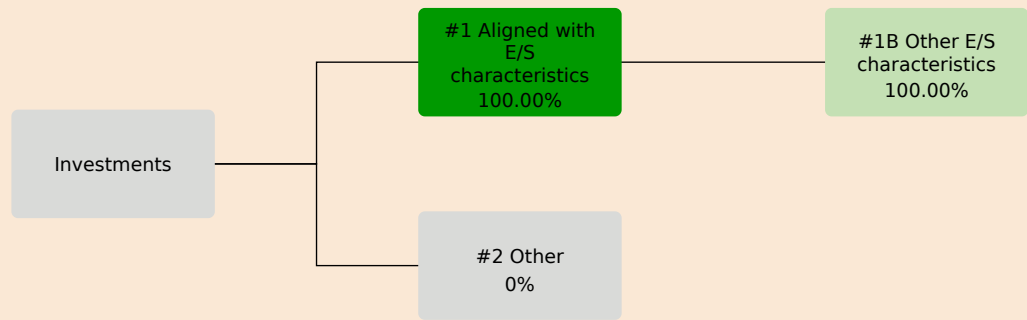 Investments
#1 Aligned with
E/S
characteristics
100.00%
#1B Other E/S
characteristics
100.00%
#2 Other
0%